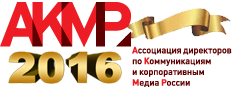 АКМР
2016
Ассоциация директоров
по Коммуникациям
и корпоративным
Медиа России